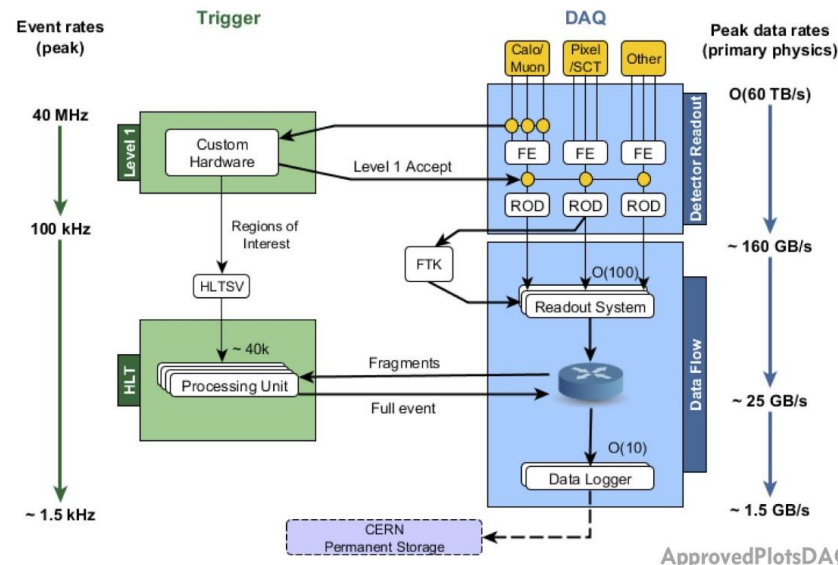 Event rates
(peak)
Trigger
DAQ
Peak data rates
(primary physics)
40 MHz
100 kHz
~ 1.5 kHz
Level 1
Custom
Hardware
Level 1 Accept
Regions of
Interest
HLTSV
HLT
~ 40k
Processing Unit
Fragments
Full event
Calo/
Muon
Pixel
/SCT
Other
FE
FE
FE
ROD
ROD
ROD
Detector Readout
FTK
O(100)
Readout System
Data Flow
O(10)
Data Logger
CERN
Permanent Storage
O(60 TB/s)
~ 160 GB/s
~ 25 GB/s
~ 1.5 GB/s